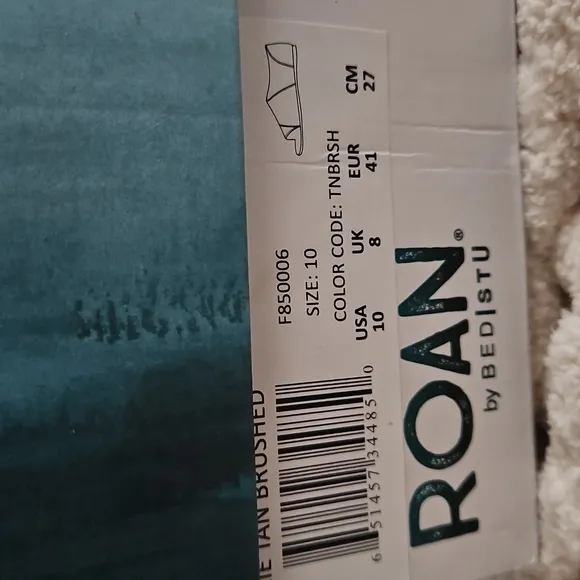 TAN BRUSHED
F850006
SIZE: 10
COLOR CODE: TNBRSH
USA UK EUR CM
10 8 41 27
6 51457 34485 0
ROAN®
by BED|STU